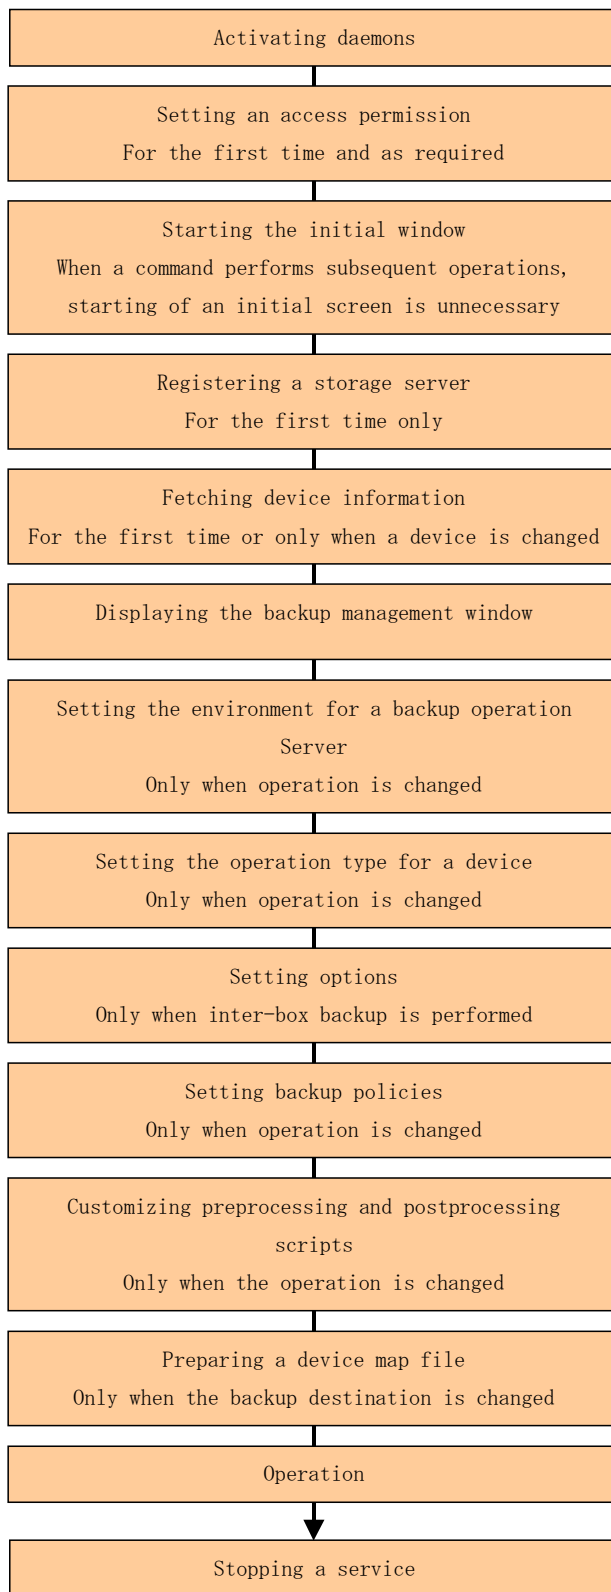 Activating daemons
Setting an access permission
For the first time and as required
Starting the initial window
When a command performs subsequent operations,
starting of an initial screen is unnecessary
Registering a storage server
For the first time only
Fetching device information
For the first time or only when a device is changed
Displaying the backup management window
Setting the environment for a backup operation
Server
Only when operation is changed
Setting the operation type for a device
Only when operation is changed
Setting options
Only when inter-box backup is performed
Setting backup policies
Only when operation is changed
Customizing preprocessing and postprocessing
scripts
Only when the operation is changed
Preparing a device map file
Only when the backup destination is changed
Operation
Stopping a service